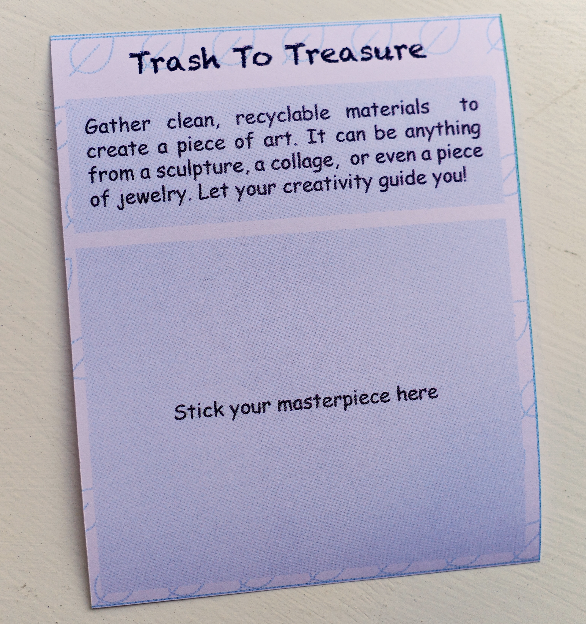 Trash To Treasure
Gather clean, recyclable materials to
create a piece of art. It can be anything
from a sculpture, a collage, or even a piece
of jewelry. Let your creativity guide you!
Stick your masterpiece here